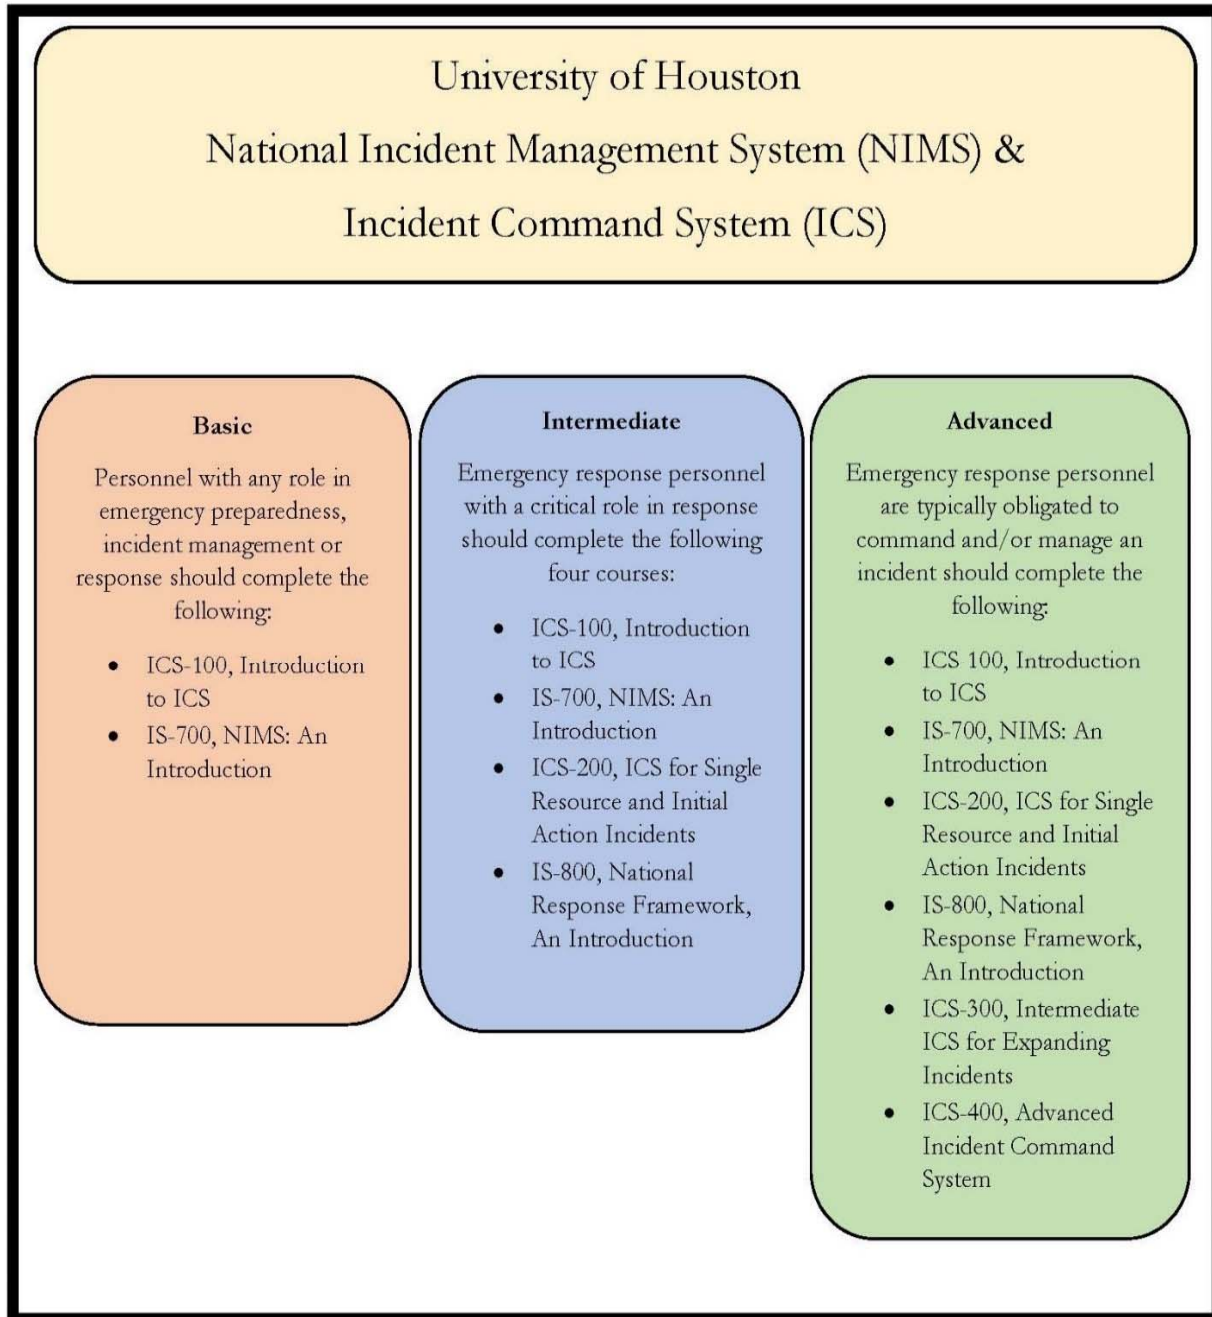 University of Houston
National Incident Management System (NIMS) &
Incident Command System (ICS)
Basic
Personnel with any role in
emergency preparedness,
incident management or
response should complete the
following:
• ICS-100, Introduction
to ICS
• IS-700, NIMS: An
Introduction
Intermediate
Emergency response personnel
with a critical role in response
should complete the following
four courses:
• ICS-100, Introduction
to ICS
• IS-700, NIMS: An
Introduction
• ICS-200, ICS for Single
Resource and Initial
Action Incidents
• IS-800, National
Response Framework,
An Introduction
Advanced
Emergency response personnel
are typically obligated to
command and/or manage an
incident should complete the
following:
• ICS 100, Introduction
to ICS
• IS-700, NIMS: An
Introduction
• ICS-200, ICS for Single
Resource and Initial
Action Incidents
• IS-800, National
Response Framework,
An Introduction
• ICS-300, Intermediate
ICS for Expanding
Incidents
• ICS-400, Advanced
Incident Command
System